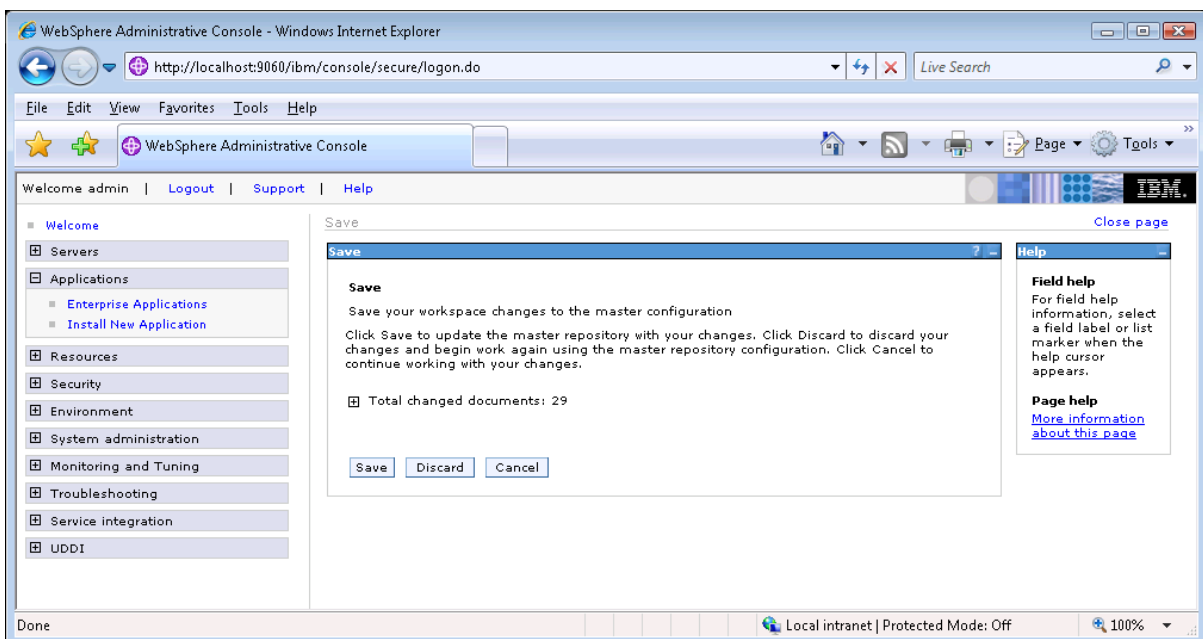 WebSphere Administrative Console - Windows Internet Explorer
http://localhost:9060/ibm/console/secure/logon.do
Live Search
File Edit View Favorites Tools Help
WebSphere Administrative Console
Page Tools
Welcome admin | Logout | Support | Help
IBM.
Welcome
Servers
Applications
Enterprise Applications
Install New Application
Resources
Security
Environment
System administration
Monitoring and Tuning
Troubleshooting
Service integration
UDDI
Save
Close page
Save
Save
Save your workspace changes to the master configuration
Click Save to update the master repository with your changes. Click Discard to discard your
changes and begin work again using the master repository configuration. Click Cancel to
continue working with your changes.
Total changed documents: 29
Save Discard Cancel
Help
Field help
For field help
information, select
a field label or list
marker when the
help cursor
appears.
Page help
More information
about this page
Done
Local intranet | Protected Mode: Off
100%